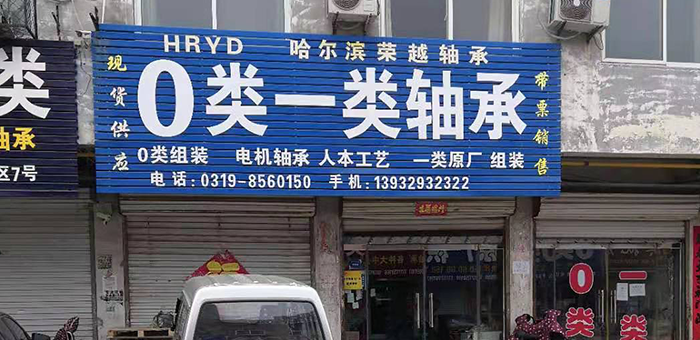 HRYD 哈尔滨荣越轴承
现货供应
0类一类轴承
带票销售
0类组装 电机轴承 人本工艺 一类原厂 组装
电话:0319-8560150 手机:13932932322
类
轴承
区7号
0类
一类